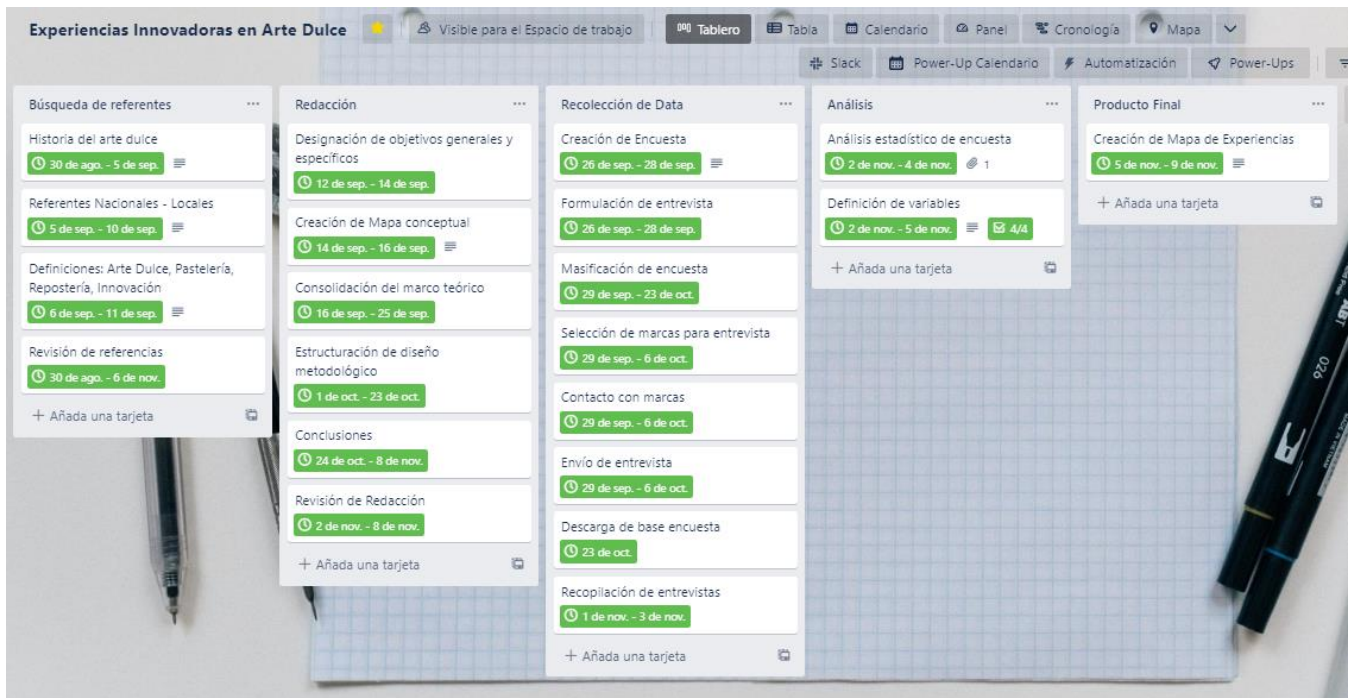 Experiencias Innovadoras en Arte Dulce
Visible para el Espacio de trabajo
Tablero
Tabla
Calendario
Panel
Cronología
Mapa
Slack
Power-Up Calendario
Automatización
Power-Ups
Búsqueda de referentes
Historia del arte dulce
30 de ago. - 5 de sep.
Referentes Nacionales - Locales
5 de sep. - 10 de sep.
Definiciones: Arte Dulce, Pastelería,
Repostería, Innovación
6 de sep. - 11 de sep.
Revisión de referencias
30 de ago. - 6 de nov.
+ Añada una tarjeta
Redacción
Designación de objetivos generales y
específicos
12 de sep. - 14 de sep.
Creación de Mapa conceptual
14 de sep. - 16 de sep.
Consolidación del marco teórico
16 de sep. - 25 de sep.
Estructuración de diseño
metodológico
1 de oct. - 23 de oct.
Conclusiones
24 de oct. - 8 de nov.
Revisión de Redacción
2 de nov. - 8 de nov.
+ Añada una tarjeta
Recolección de Data
Creación de Encuesta
26 de sep. - 28 de sep.
Formulación de entrevista
26 de sep. - 28 de sep.
Masificación de encuesta
29 de sep. - 23 de oct.
Selección de marcas para entrevista
29 de sep. - 6 de oct.
Contacto con marcas
29 de sep. - 6 de oct.
Envío de entrevista
29 de sep. - 6 de oct.
Descarga de base encuesta
23 de oct.
Recopilación de entrevistas
1 de nov. - 3 de nov.
+ Añada una tarjeta
Análisis
Análisis estadístico de encuesta
2 de nov. - 4 de nov. 1
Definición de variables
2 de nov. - 5 de nov. 4/4
+ Añada una tarjeta
Producto Final
Creación de Mapa de Experiencias
5 de nov. - 9 de nov.
+ Añada una tarjeta
ABT
026